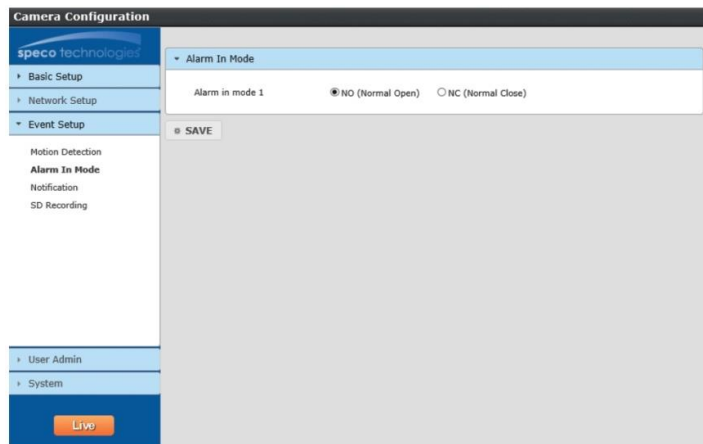 Camera Configuration
speco technologies
Basic Setup
Network Setup
Event Setup
Motion Detection
Alarm In Mode
Notification
SD Recording
User Admin
System
Live
Alarm In Mode
Alarm in mode 1 NO (Normal Open) NC (Normal Close)
SAVE